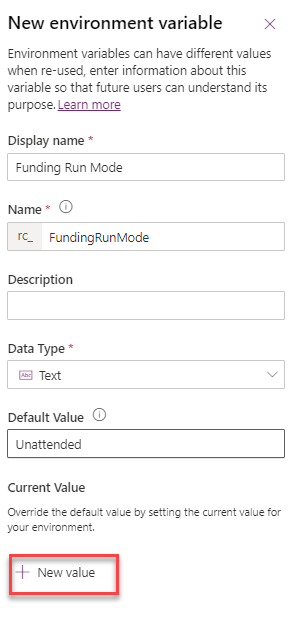 New environment variable
Environment variables can have different values
when re-used, enter information about this
variable so that future users can understand its
purpose. Learn more
Display name *
Funding Run Mode
Name *
rc_ FundingRunMode
Description
Data Type *
Abc Text
Default Value
Unattended
Current Value
Override the default value by setting the current value for
your environment.
+ New value